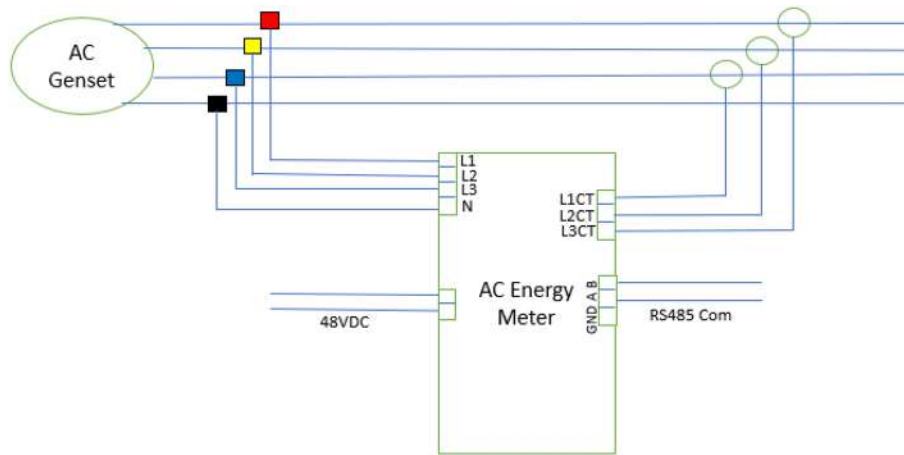 AC
Genset
L1
L2
L3
N
L1CT
L2CT
L3CT
AC Energy
Meter
B
A
GND
48VDC
RS485 Com